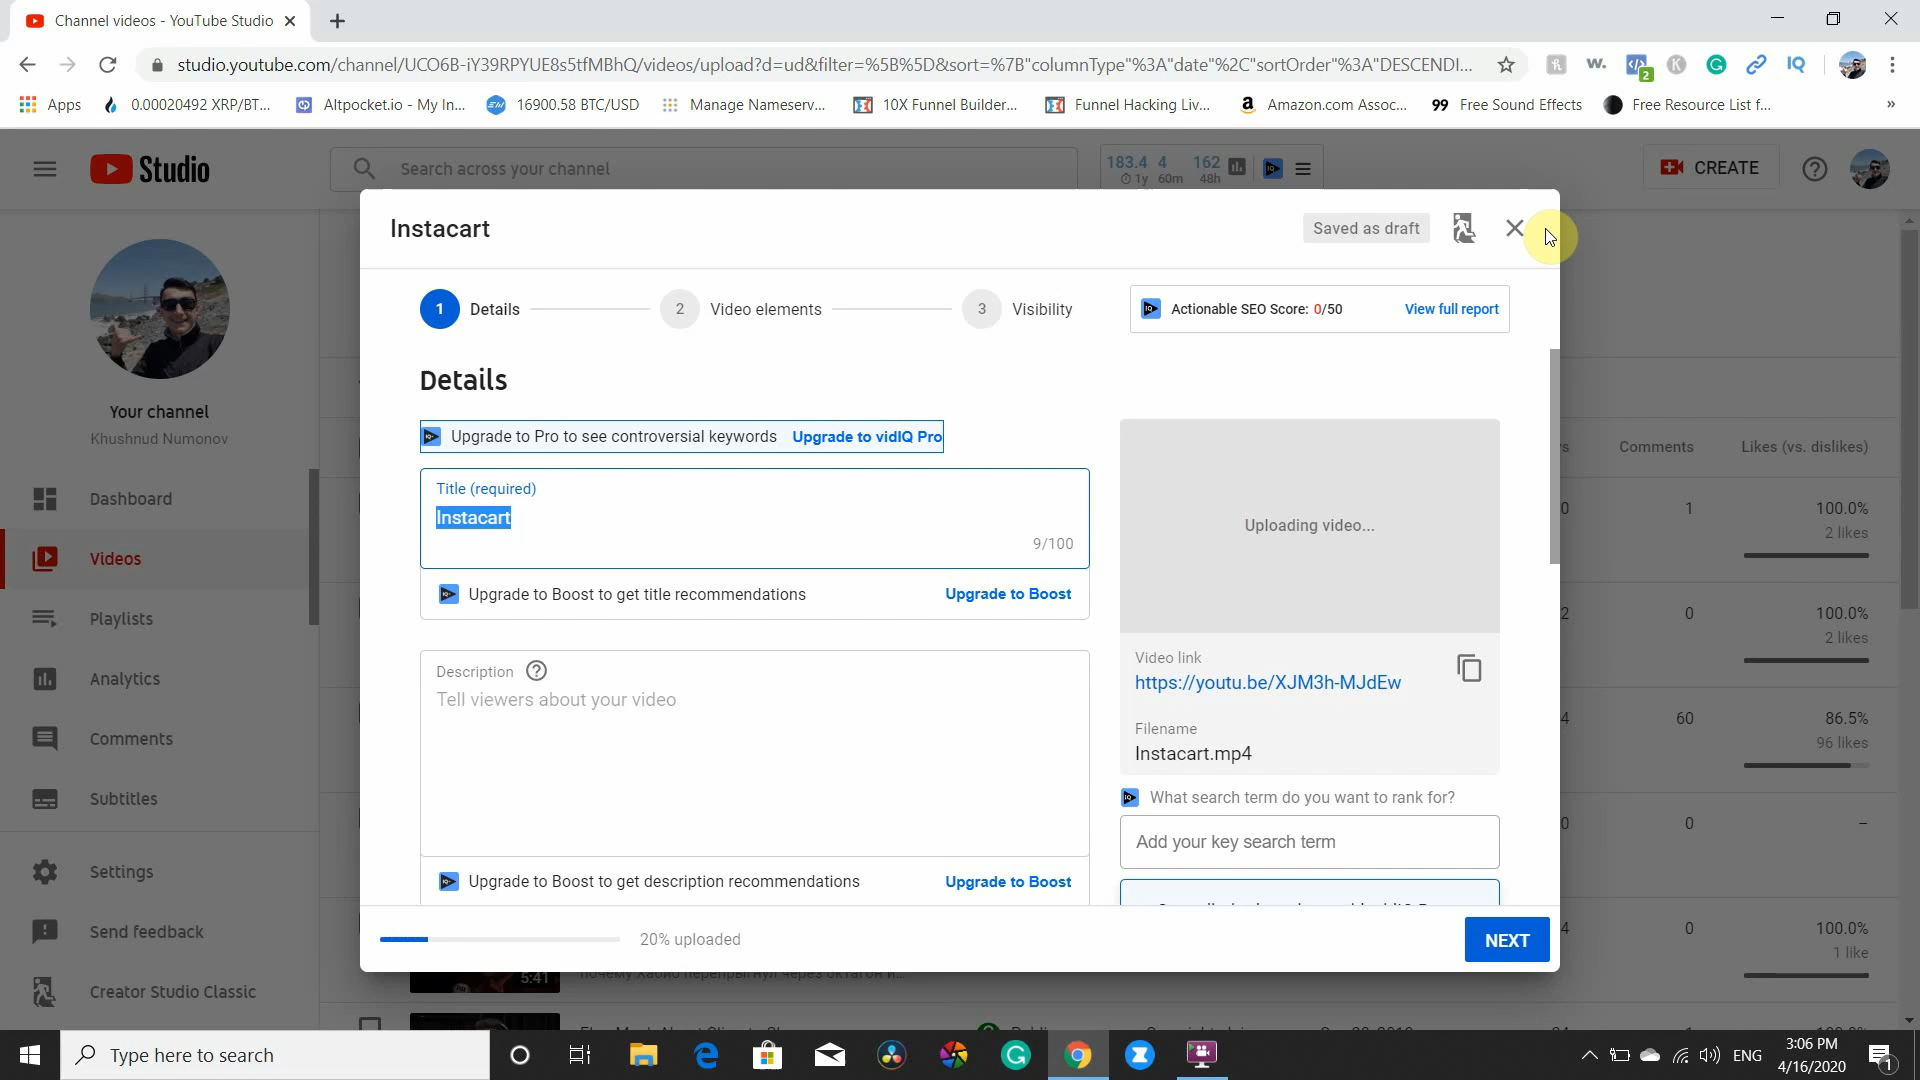 Channel videos - YouTube Studio
studio.youtube.com/channel/UCO6B-iY39RPYUE8s5tfMBhQ/videos/upload?d=ud&filter=%5B%5D&sort=%7B"columnType"%3A"date"%2C"sortOrder"%3A"DESCENDI...
Apps 0.00020492 XRP/BT... Altpocket.io - My In... 16900.58 BTC/USD Manage Nameserv... 10X Funnel Builder... Funnel Hacking Liv... Amazon.com Assoc... Free Sound Effects Free Resource List f... »
Studio
Search across your channel
183.4 4 162
1y 60m 48h
CREATE
Instacart
Saved as draft
1 Details 2 Video elements 3 Visibility
Actionable SEO Score: 0/50 View full report
Details
Upgrade to Pro to see controversial keywords Upgrade to vidIQ Pro
Title (required)
Instacart
9/100
Upgrade to Boost to get title recommendations Upgrade to Boost
Description
Tell viewers about your video
Upgrade to Boost to get description recommendations Upgrade to Boost
Uploading video...
Video link
https://youtu.be/XJM3h-MJdEw
Filename
Instacart.mp4
What search term do you want to rank for?
Add your key search term
20% uploaded
NEXT
Your channel
Khushnud Numonov
Dashboard
Videos
Playlists
Analytics
Comments
Subtitles
Settings
Send feedback
Creator Studio Classic
Comments Likes (vs. dislikes)
0 1 100.0%
2 likes
2 0 100.0%
2 likes
4 60 86.5%
96 likes
0 0 –
4 0 100.0%
1 like
5:41
Type here to search
ENG
3:06 PM
4/16/2020
1